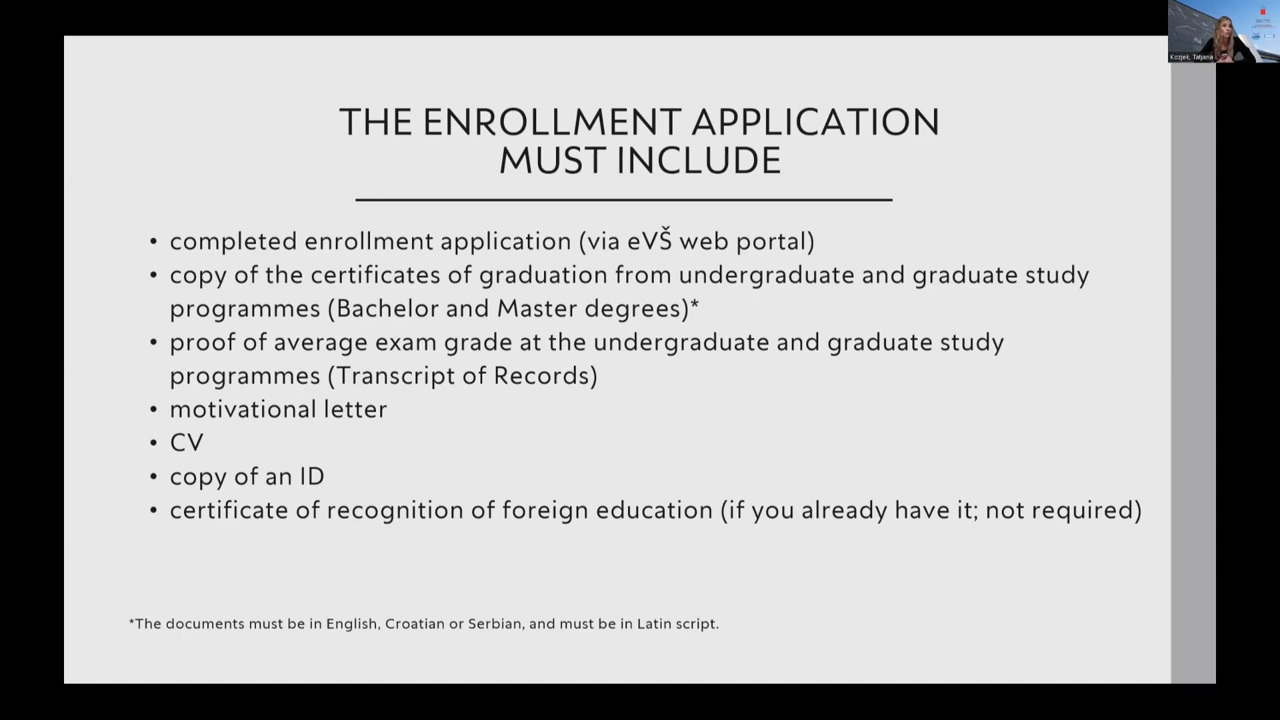 THE ENROLLMENT APPLICATION
MUST INCLUDE
• completed enrollment application (via eVŠ web portal)
• copy of the certificates of graduation from undergraduate and graduate study
programmes (Bachelor and Master degrees)*
• proof of average exam grade at the undergraduate and graduate study
programmes (Transcript of Records)
• motivational letter
• CV
• copy of an ID
• certificate of recognition of foreign education (if you already have it; not required)
*The documents must be in English, Croatian or Serbian, and must be in Latin script.